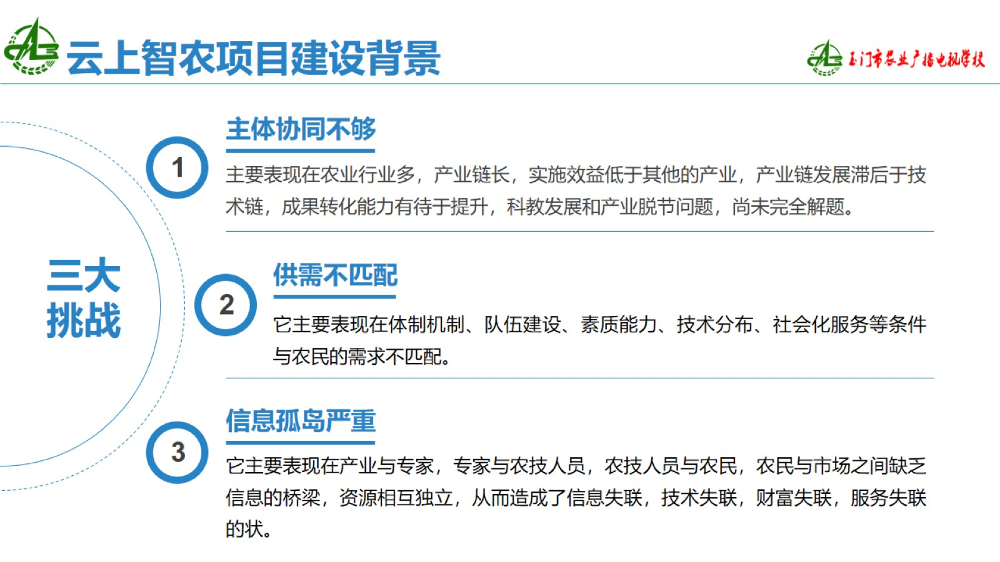 云上智农项目建设背景
玉门市农业广播电视学校
三大
挑战
1
主体协同不够
主要表现在农业行业多，产业链长，实施效益低于其他的产业，产业链发展滞后于技
术链，成果转化能力有待于提升，科教发展和产业脱节问题，尚未完全解题。
2
供需不匹配
它主要表现在体制机制、队伍建设、素质能力、技术分布、社会化服务等条件
与农民的需求不匹配。
3
信息孤岛严重
它主要表现在产业与专家，专家与农技人员，农技人员与农民，农民与市场之间缺乏
信息的桥梁，资源相互独立，从而造成了信息失联，技术失联，财富失联，服务失联
的状。